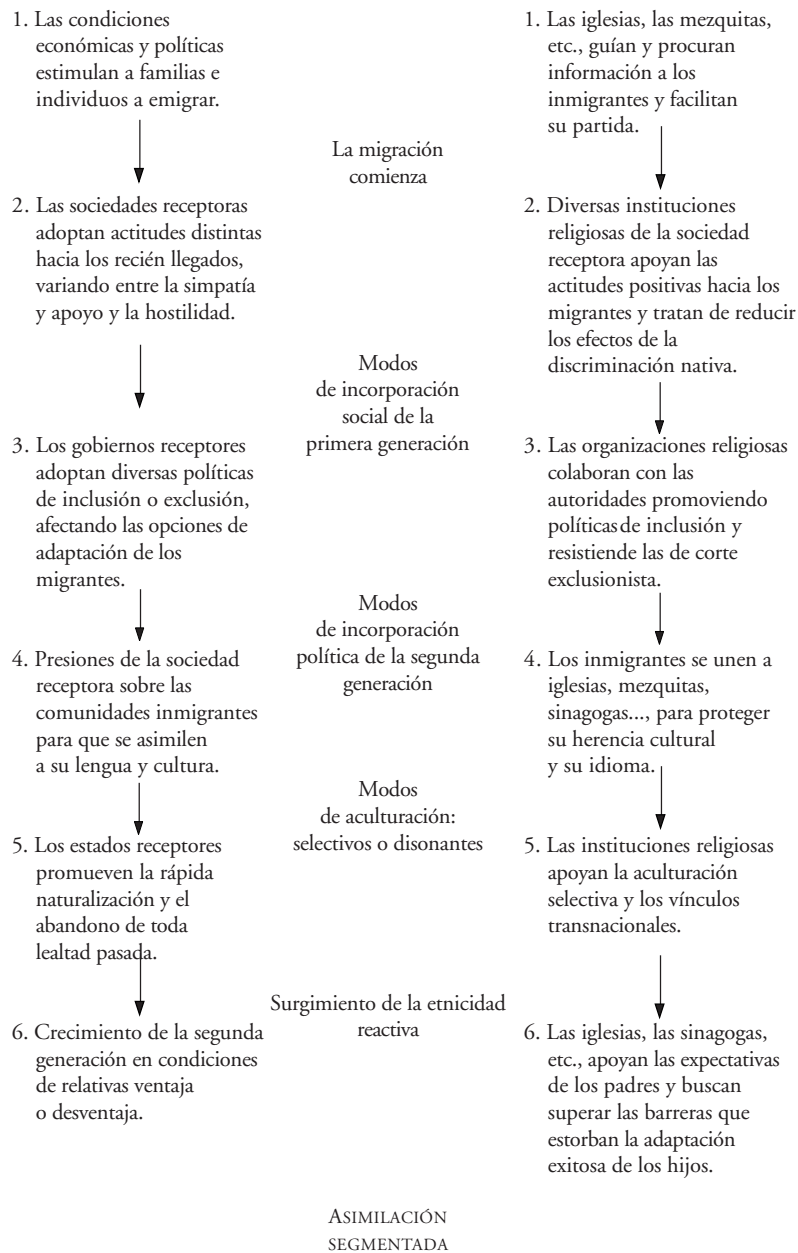 1. Las condiciones
económicas y políticas
estimulan a familias e
individuos a emigrar.
2. Las sociedades receptoras
adoptan actitudes distintas
hacia los recién llegados,
variando entre la simpatía
y apoyo y la hostilidad.
3. Los gobiernos receptores
adoptan diversas políticas
de inclusión o exclusión,
afectando las opciones de
adaptación de los
migrantes.
4. Presiones de la sociedad
receptora sobre las
comunidades inmigrantes
para que se asimilen
a su lengua y cultura.
5. Los estados receptores
promueven la rápida
naturalización y el
abandono de toda
lealtad pasada.
6. Crecimiento de la segunda
generación en condiciones
de relativas ventaja
o desventaja.
La migración
comienza
Modos
de incorporación
social de la
primera generación
Modos
de incorporación
política de la segunda
generación
Modos
de aculturación:
selectivos o disonantes
Surgimiento de la etnicidad
reactiva
1. Las iglesias, las mezquitas,
etc., guían y procuran
información a los
inmigrantes y facilitan
su partida.
2. Diversas instituciones
religiosas de la sociedad
receptora apoyan las
actitudes positivas hacia los
migrantes y tratan de reducir
los efectos de la
discriminación nativa.
3. Las organizaciones religiosas
colaboran con las
autoridades promoviendo
políticas de inclusión y
resistiende las de corte
exclusionista.
4. Los inmigrantes se unen a
iglesias, mezquitas,
sinagogas..., para proteger
su herencia cultural
y su idioma.
5. Las instituciones religiosas
apoyan la aculturación
selectiva y los vínculos
transnacionales.
6. Las iglesias, las sinagogas,
etc., apoyan las expectativas
de los padres y buscan
superar las barreras que
estorban la adaptación
exitosa de los hijos.
ASIMILACIÓN
SEGMENTADA